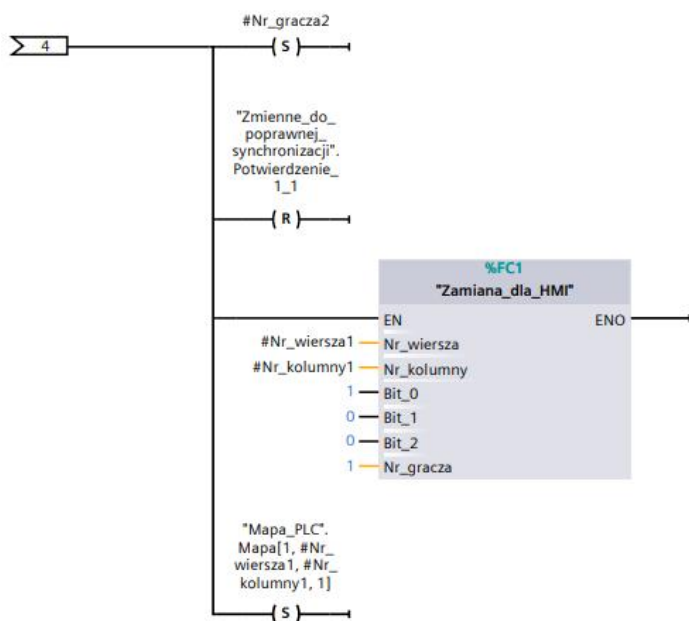 #Nr_gracza2
4
S
"Zmienne_do_
poprawnej_
synchronizacji".
Potwierdzenie_
1_1
R
%FC1
"Zamiana_dla_HMI"
EN
ENO
#Nr_wiersza1
Nr_wiersza
#Nr_kolumny1
Nr_kolumny
1
Bit_0
0
Bit_1
0
Bit_2
1
Nr_gracza
"Mapa_PLC".
Mapa[1, #Nr_
wiersza1, #Nr_
kolumny1, 1]
S